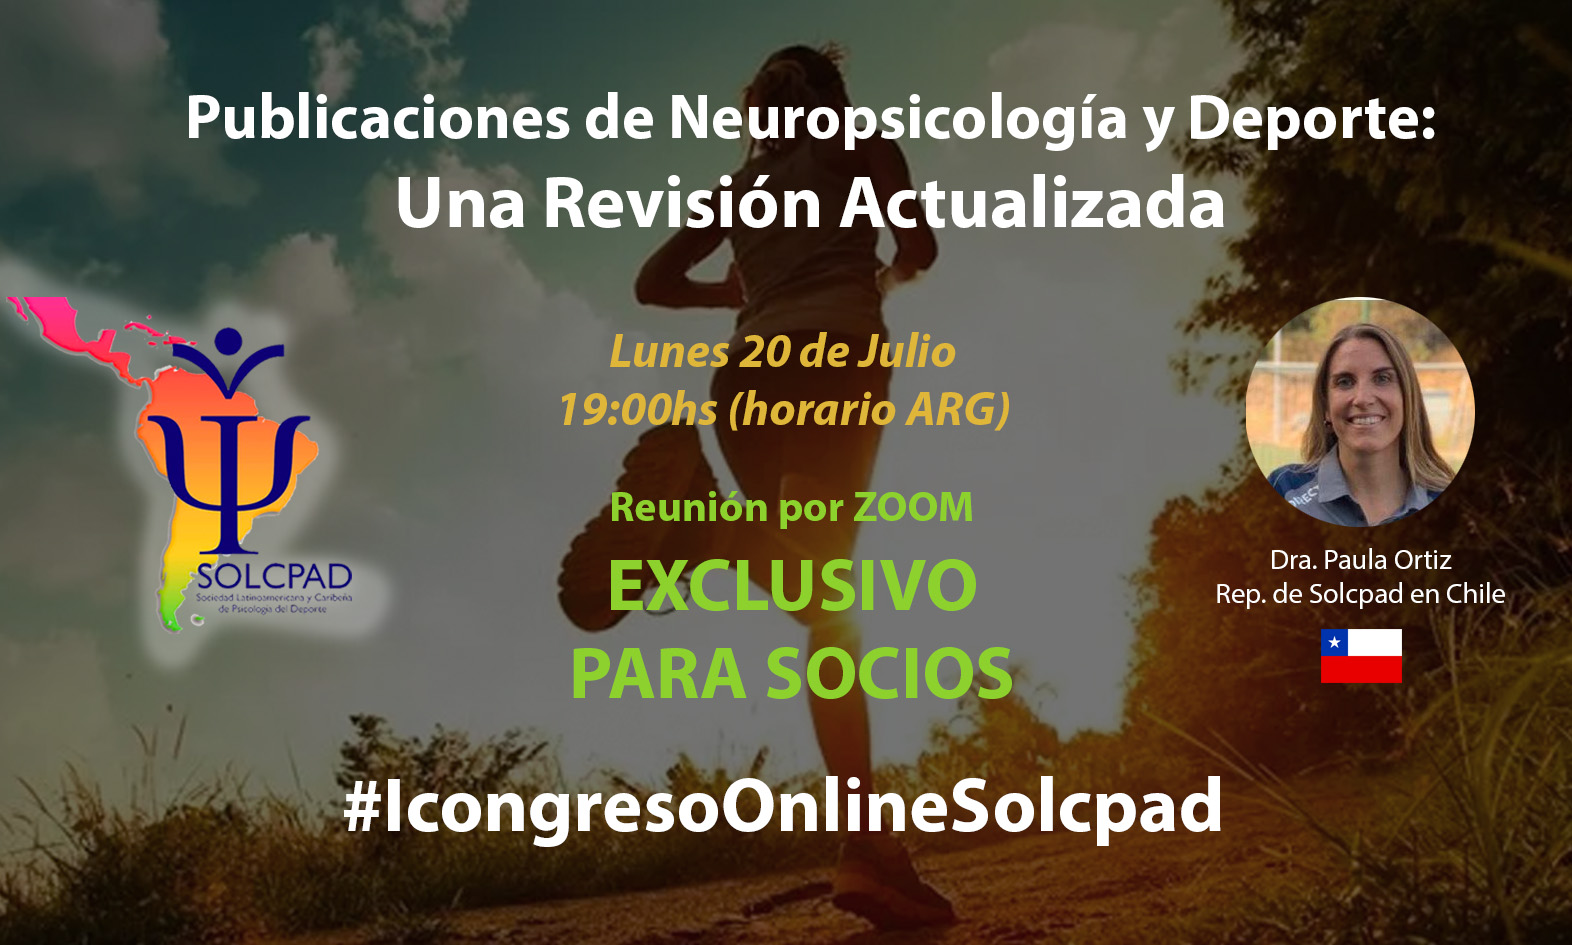 Publicaciones de Neuropsicología y Deporte:
Una Revisión Actualizada
Lunes 20 de Julio
19:00hs (horario ARG)
Reunión por ZOOM
EXCLUSIVO
PARA SOCIOS
SOLCPAD
Sociedad Latinoamericana y Caribeña
de Psicología del Deporte
Dra. Paula Ortiz
Rep. de Solcpad en Chile
#IcongresoOnlineSolcpad